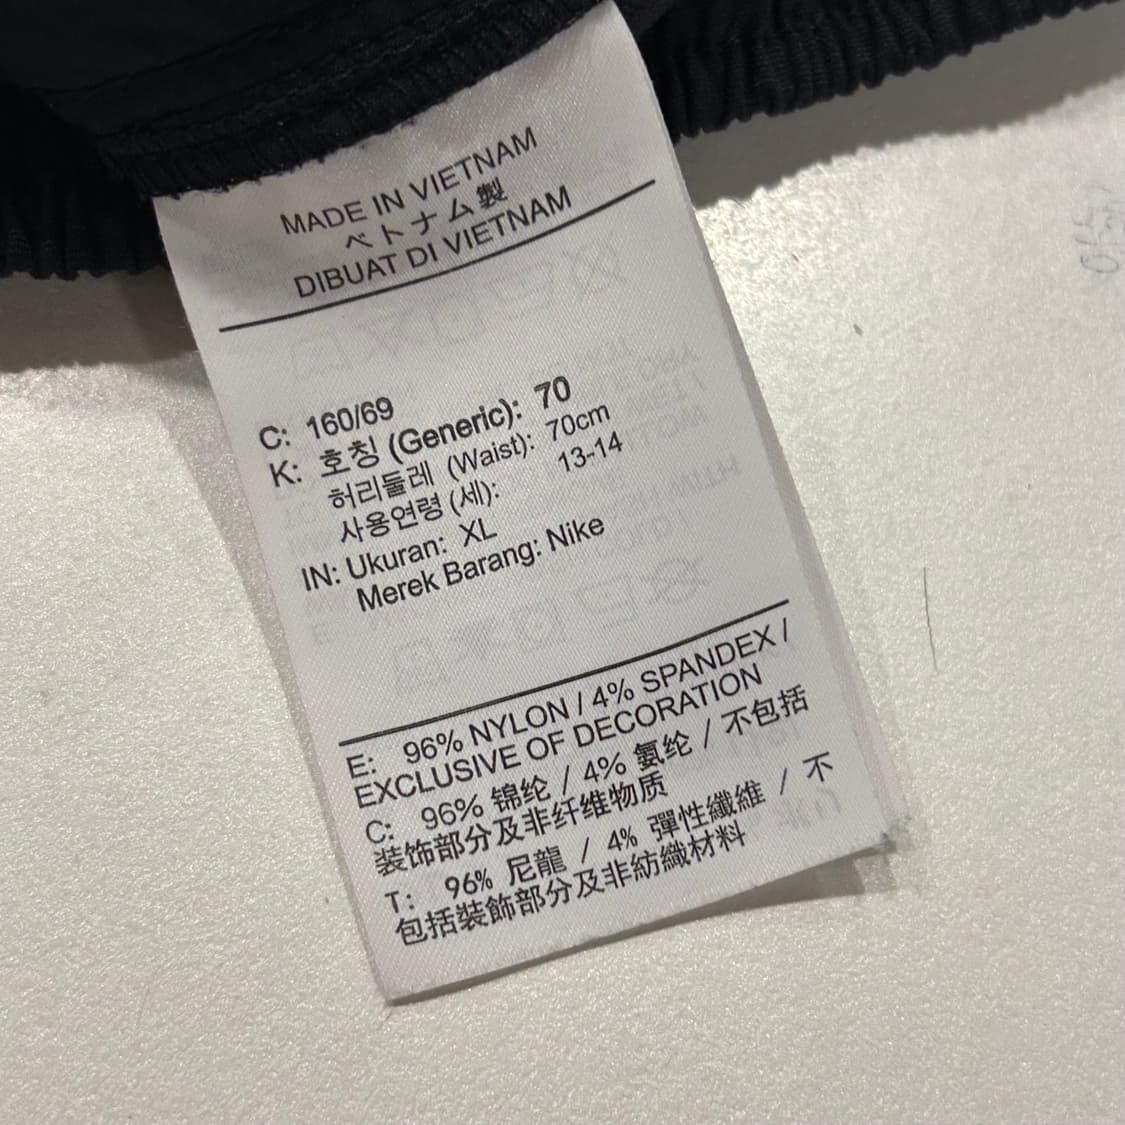 MADE IN VIETNAM
ベトナム製
DIBUAT DI VIETNAM
C: 160/69
K: 호칭 (Generic): 70
허리둘레 (Waist): 70cm
사용연령 (세): 13-14
IN: Ukuran: XL
Merek Barang: Nike
E: 96% NYLON / 4% SPANDEX /
EXCLUSIVE OF DECORATION
C: 96% 锦纶 / 4% 氨纶 / 不包括
装饰部分及非纤维物质
T: 96% 尼龍 / 4% 彈性纖維 / 不
包括裝飾部分及非紡織材料